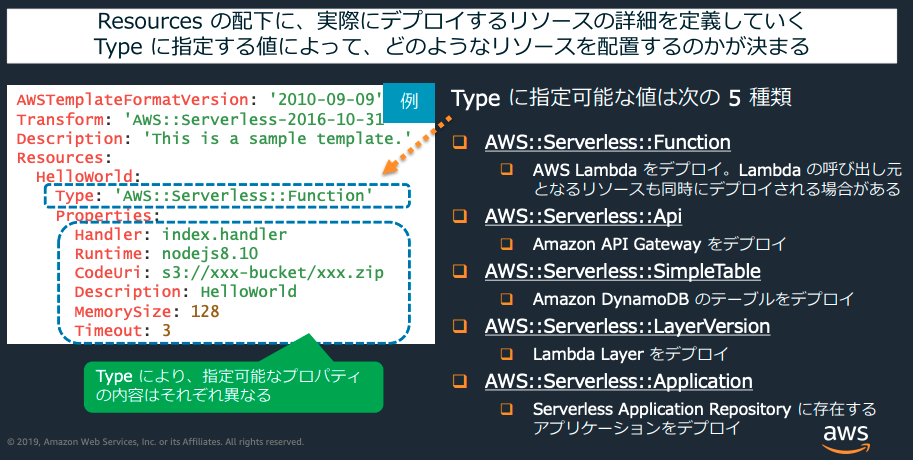 Resources の配下に、実際にデプロイするリソースの詳細を定義していく
Type に指定する値によって、どのようなリソースを配置するのかが決まる
AWSTemplateFormatVersion: '2010-09-09'
例
Transform: 'AWS::Serverless-2016-10-31
Description: 'This is a sample template.'
Resources:
HelloWorld:
Type: 'AWS::Serverless::Function'
Properties:
Handler: index.handler
Runtime: nodejs8.10
CodeUri: s3://xxx-bucket/xxx.zip
Description: HelloWorld
MemorySize: 128
Timeout: 3
Type により、指定可能なプロパティ
の内容はそれぞれ異なる
Type に指定可能な値は次の 5 種類
AWS::Serverless::Function
AWS Lambda をデプロイ。Lambda の呼び出し元
となるリソースも同時にデプロイされる場合がある
AWS::Serverless::Api
Amazon API Gateway をデプロイ
AWS::Serverless::SimpleTable
Amazon DynamoDB のテーブルをデプロイ
AWS::Serverless::LayerVersion
Lambda Layer をデプロイ
AWS::Serverless::Application
Serverless Application Repository に存在する
アプリケーションをデプロイ
© 2019, Amazon Web Services, Inc. or its Affiliates. All rights reserved.
aws